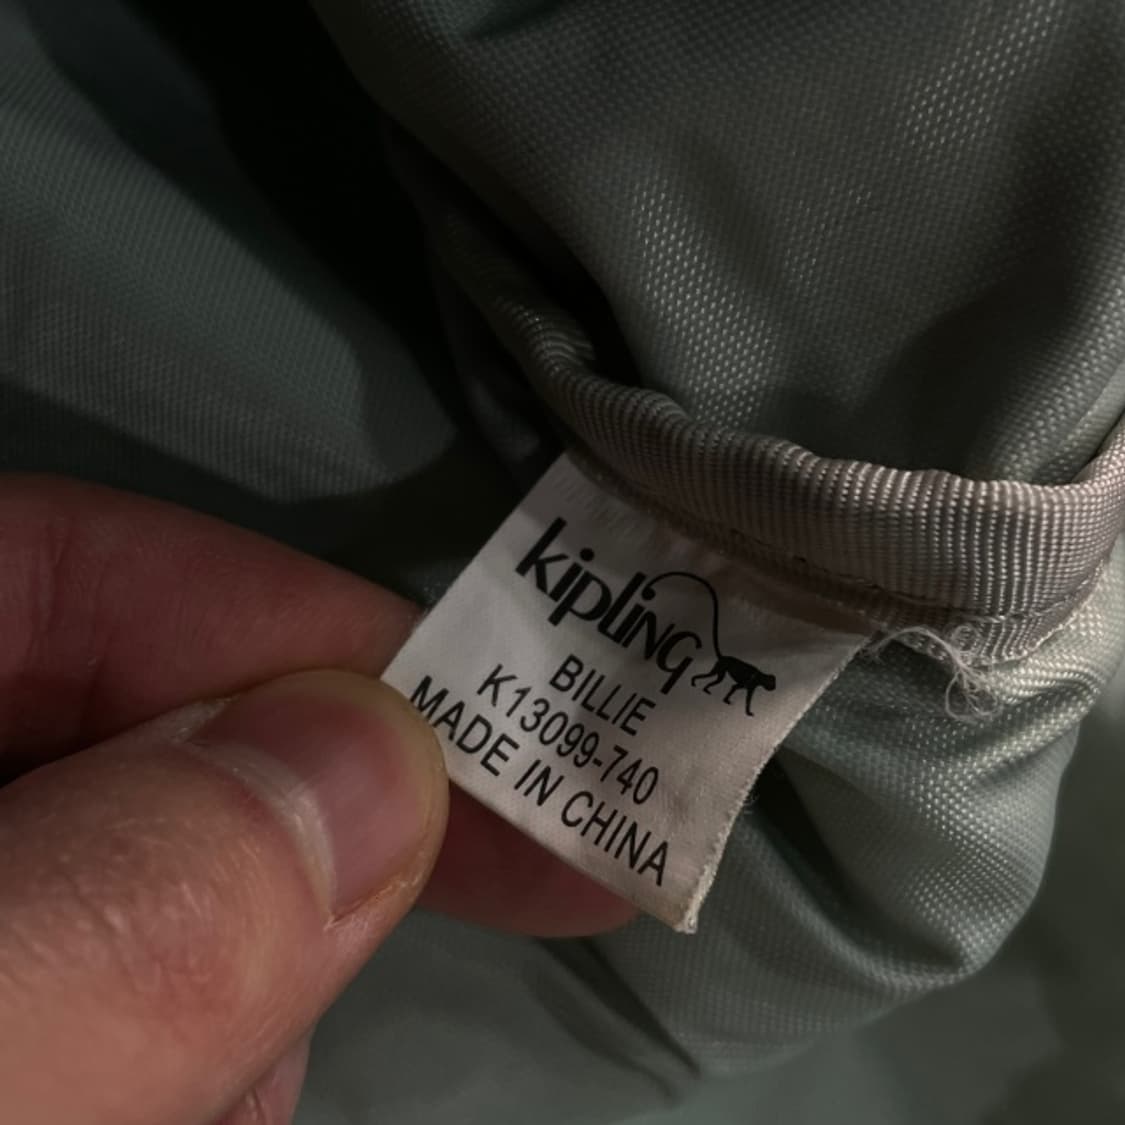 kipling
BILLIE
K13099-740
MADE IN CHINA